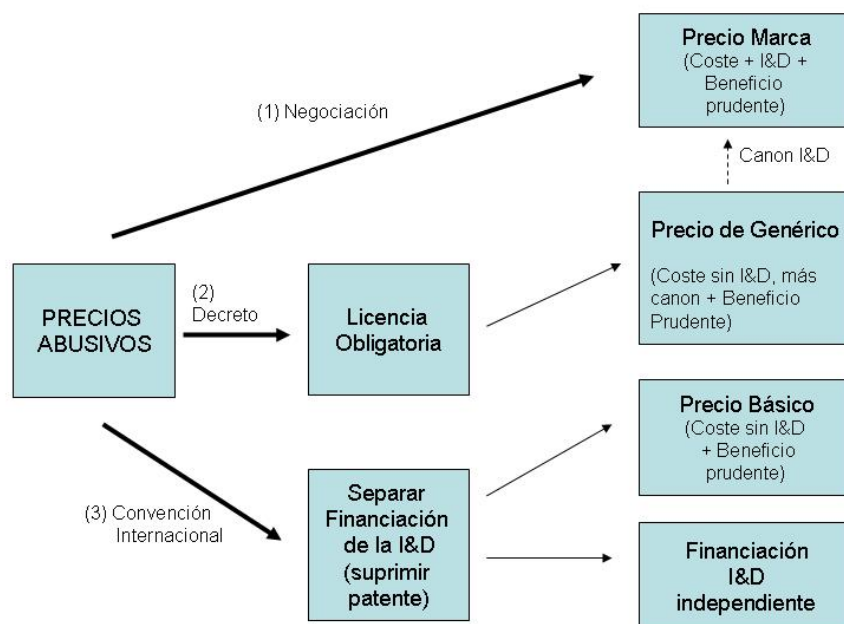 Precio Marca
(Coste + I&D +
Beneficio
prudente)
(1) Negociación
Canon I&D
Precio de Genérico
(Coste sin I&D, más
canon + Beneficio
Prudente)
PRECIOS
ABUSIVOS
(2)
Decreto
Licencia
Obligatoria
Precio Básico
(Coste sin I&D
+ Beneficio
prudente)
(3) Convención
Internacional
Separar
Financiación
de la I&D
(suprimir
patente)
Financiación
I&D
independiente